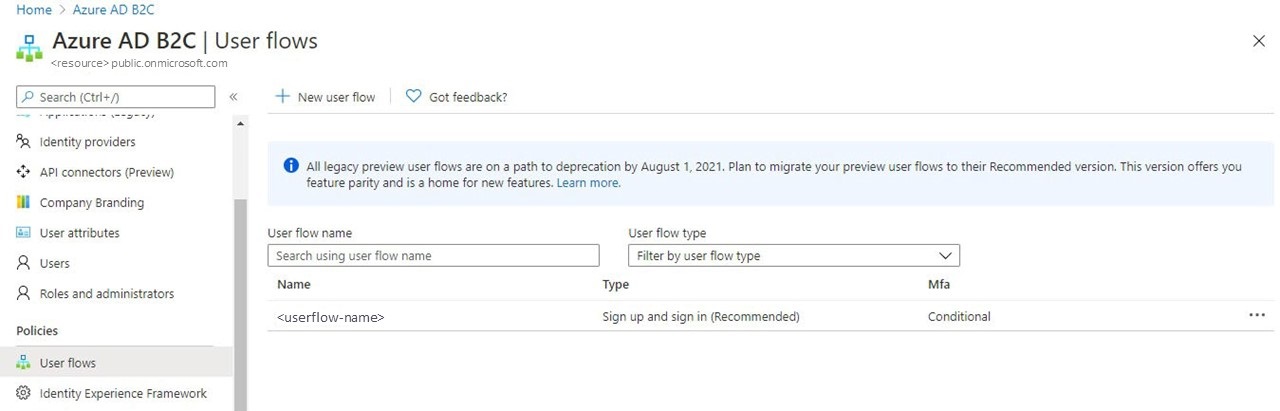 Home > Azure AD B2C
Azure AD B2C | User flows
<resource> public.onmicrosoft.com
Search (Ctrl+/)
«
New user flow
Got feedback?
Applications (Legacy)
Identity providers
API connectors (Preview)
Company Branding
User attributes
Users
Roles and administrators
Policies
User flows
Identity Experience Framework
All legacy preview user flows are on a path to deprecation by August 1, 2021. Plan to migrate your preview user flows to their Recommended version. This version offers you
feature parity and is a home for new features. Learn more.
User flow name
Search using user flow name
User flow type
Filter by user flow type
Name Type Mfa
<userflow-name> Sign up and sign in (Recommended) Conditional